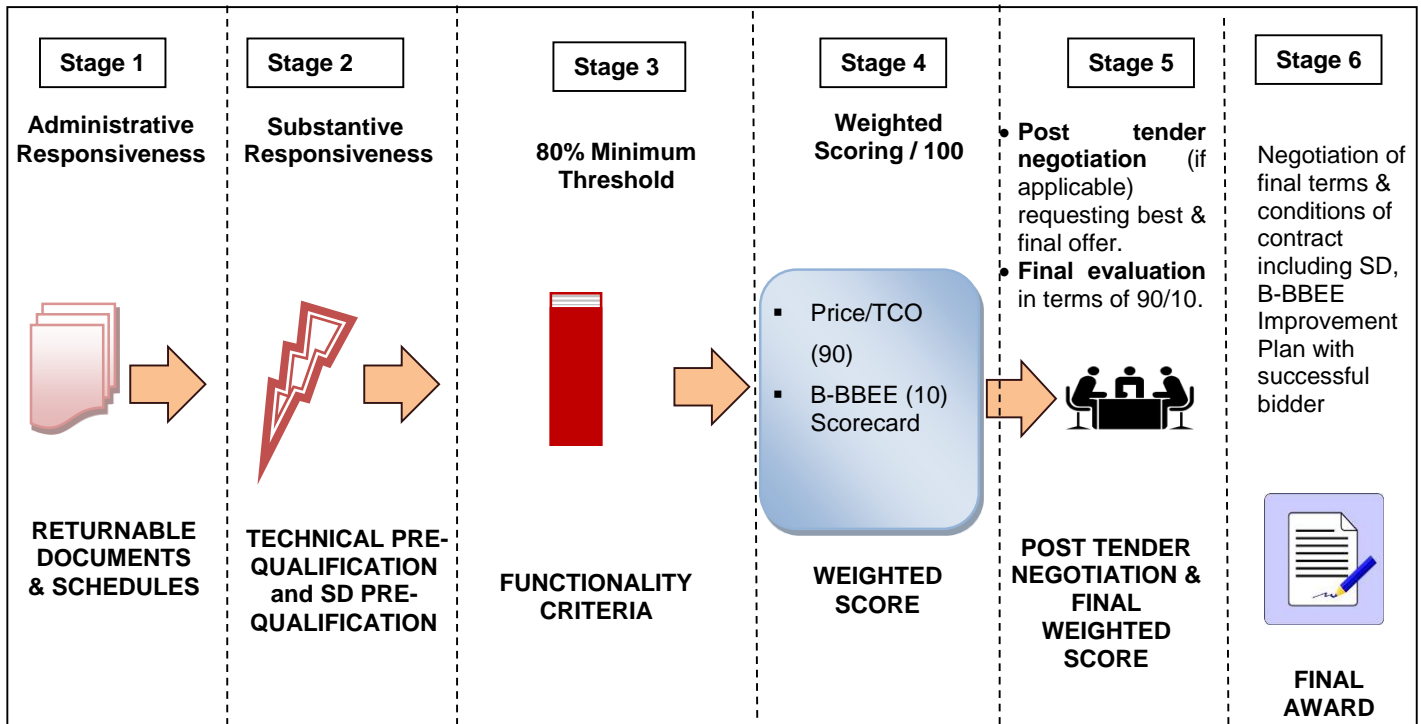 Stage 1
Administrative
Responsiveness
RETURNABLE
DOCUMENTS
& SCHEDULES
Stage 2
Substantive
Responsiveness
TECHNICAL PRE-
QUALIFICATION
and SD PRE-
QUALIFICATION
Stage 3
80% Minimum
Threshold
FUNCTIONALITY
CRITERIA
Stage 4
Weighted
Scoring / 100
▪ Price/TCO
(90)
▪ B-BBEE (10)
Scorecard
WEIGHTED
SCORE
Stage 5
• Post tender
negotiation (if
applicable)
requesting best &
final offer.
• Final evaluation
in terms of 90/10.
POST TENDER
NEGOTIATION &
FINAL
WEIGHTED
SCORE
Stage 6
Negotiation of
final terms &
conditions of
contract
including SD,
B-BBEE
Improvement
Plan with
successful
bidder
FINAL
AWARD